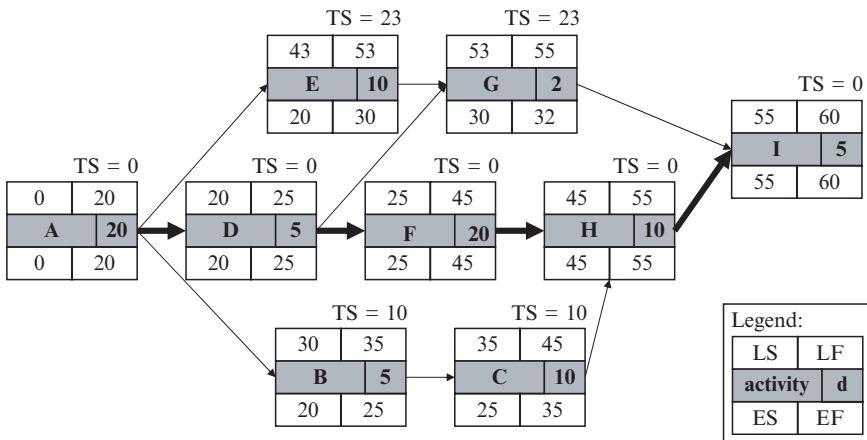 TS = 23
43 53
E 10
20 30
TS = 23
53 55
G 2
30 32
TS = 0
55 60
I 5
55 60
TS = 0
0 20
A 20
0 20
TS = 0
20 25
D 5
20 25
TS = 0
25 45
F 20
25 45
TS = 0
45 55
H 10
45 55
TS = 10
30 35
B 5
20 25
TS = 10
35 45
C 10
25 35
Legend:
LS LF
activity d
ES EF